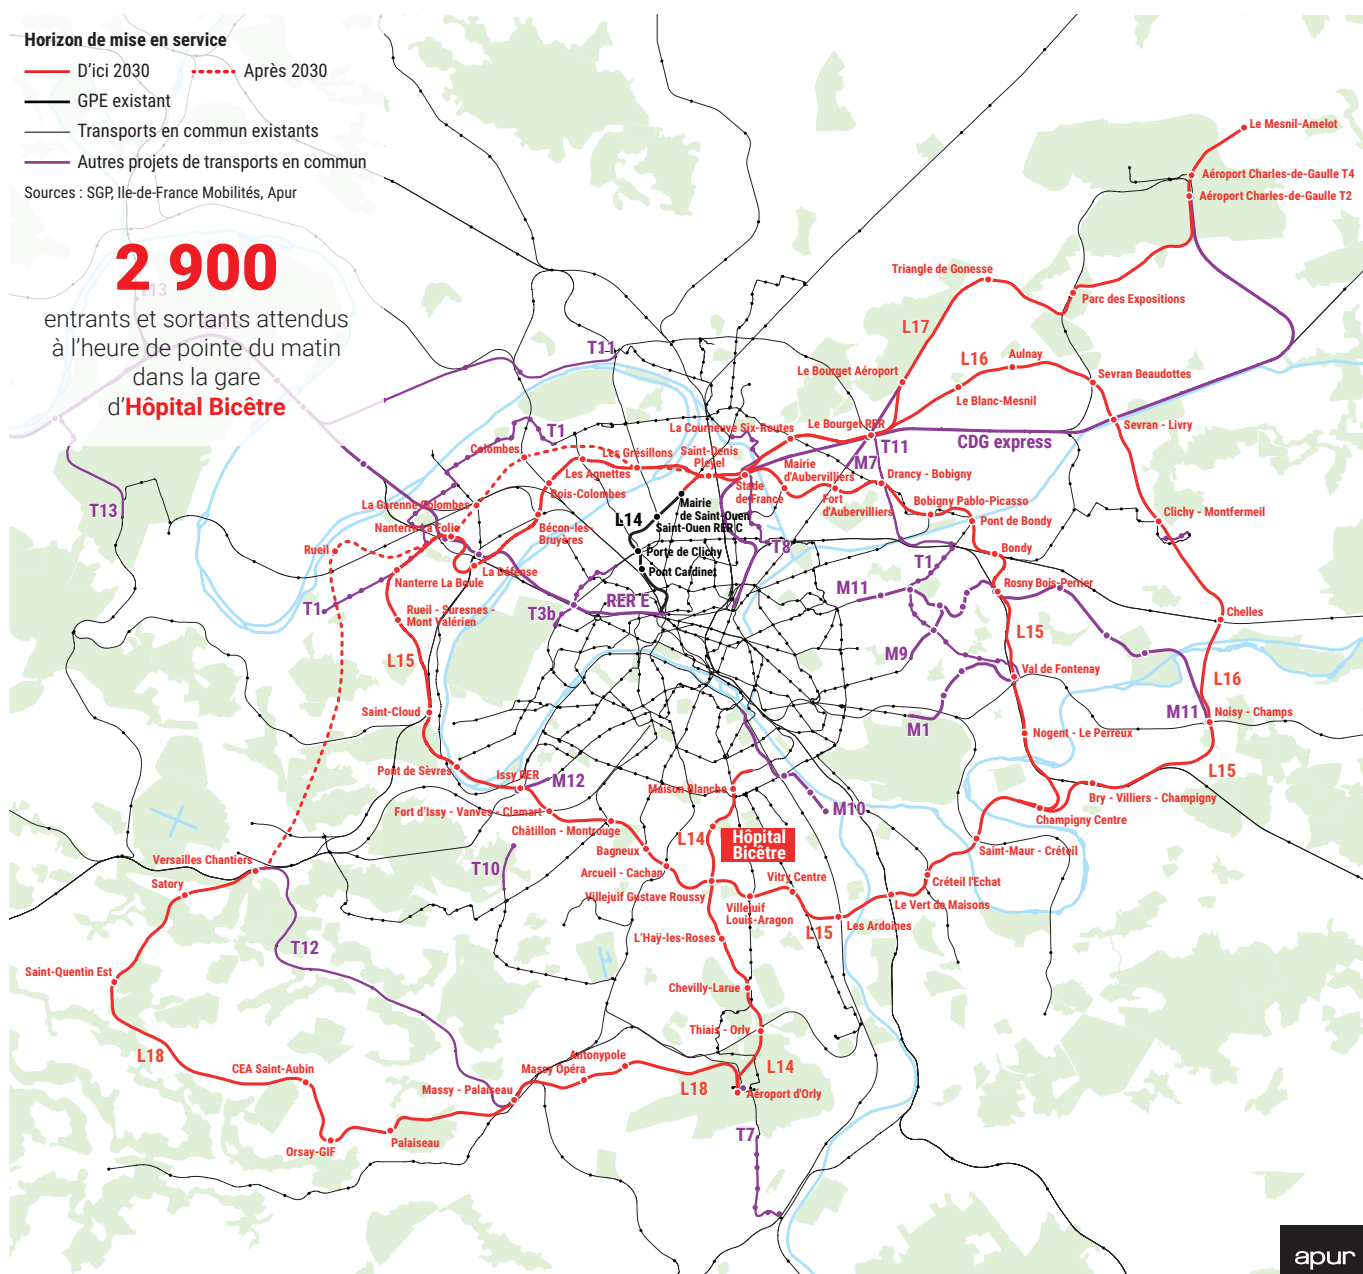 Horizon de mise en service
D'ici 2030
Après 2030
GPE existant
Transports en commun existants
Autres projets de transports en commun
Sources : SGP, Ile-de-France Mobilités, Apur
2 900
entrants et sortants attendus
à l'heure de pointe du matin
dans la gare
d'Hôpital Bicêtre
T13
Le Mesnil-Amelot
Aéroport Charles-de-Gaulle T4
Aéroport Charles-de-Gaulle T2
Triangle de Gonesse
Parc des Expositions
L17
T11
L16
Aulnay
Le Bourget Aéroport
Sevran Beaudottes
Le Blanc-Mesnil
La Courneuve Six-Routes
Le Bourget RER
Sevran - Livry
T1
T11
CDG express
Colombes
Les Grésillons
Saint-Denis
Pleyel
M7
Mairie
d'Aubervilliers
Drancy - Bobigny
Les Agnettes
Stade
de France
Fort
d'Aubervilliers
Bois-Colombes
Bobigny Pablo-Picasso
La Garenne Colombes
Mairie
de Saint-Ouen
T13
L14
Saint-Ouen RER C
Pont de Bondy
Clichy - Montfermeil
Nanterre La Folie
Bécon-les-
Bruyères
Rueil
Porte de Clichy
T8
Bondy
La Défense
Pont Cardinet
T1
Nanterre La Boule
Rosny Bois-Perrier
M11
T1
Rueil - Suresnes -
Mont Valérien
T3b
RER E
Chelles
L15
L15
M9
Val de Fontenay
L16
Saint-Cloud
M11
Noisy - Champs
M1
Nogent - Le Perreux
Pont de Sèvres
Issy RER
M12
L15
Maison Blanche
Bry - Villiers - Champigny
Fort d'Issy - Vanves - Clamart
M10
Champigny Centre
Châtillon - Montrouge
L14
Hôpital
Bicêtre
Bagneux
Saint-Maur - Créteil
Versailles Chantiers
T10
Arcueil - Cachan
Vitry Centre
Créteil l'Echat
Satory
Villejuif Gustave Roussy
Villejuif
Louis-Aragon
Le Vert de Maisons
L15
Les Ardoines
T12
L'Haÿ-les-Roses
Saint-Quentin Est
Chevilly-Larue
Thiais - Orly
L18
Antonypole
CEA Saint-Aubin
Massy Opéra
L14
Massy - Palaiseau
L18
Aéroport d'Orly
Palaiseau
T7
Orsay-GIF
apur